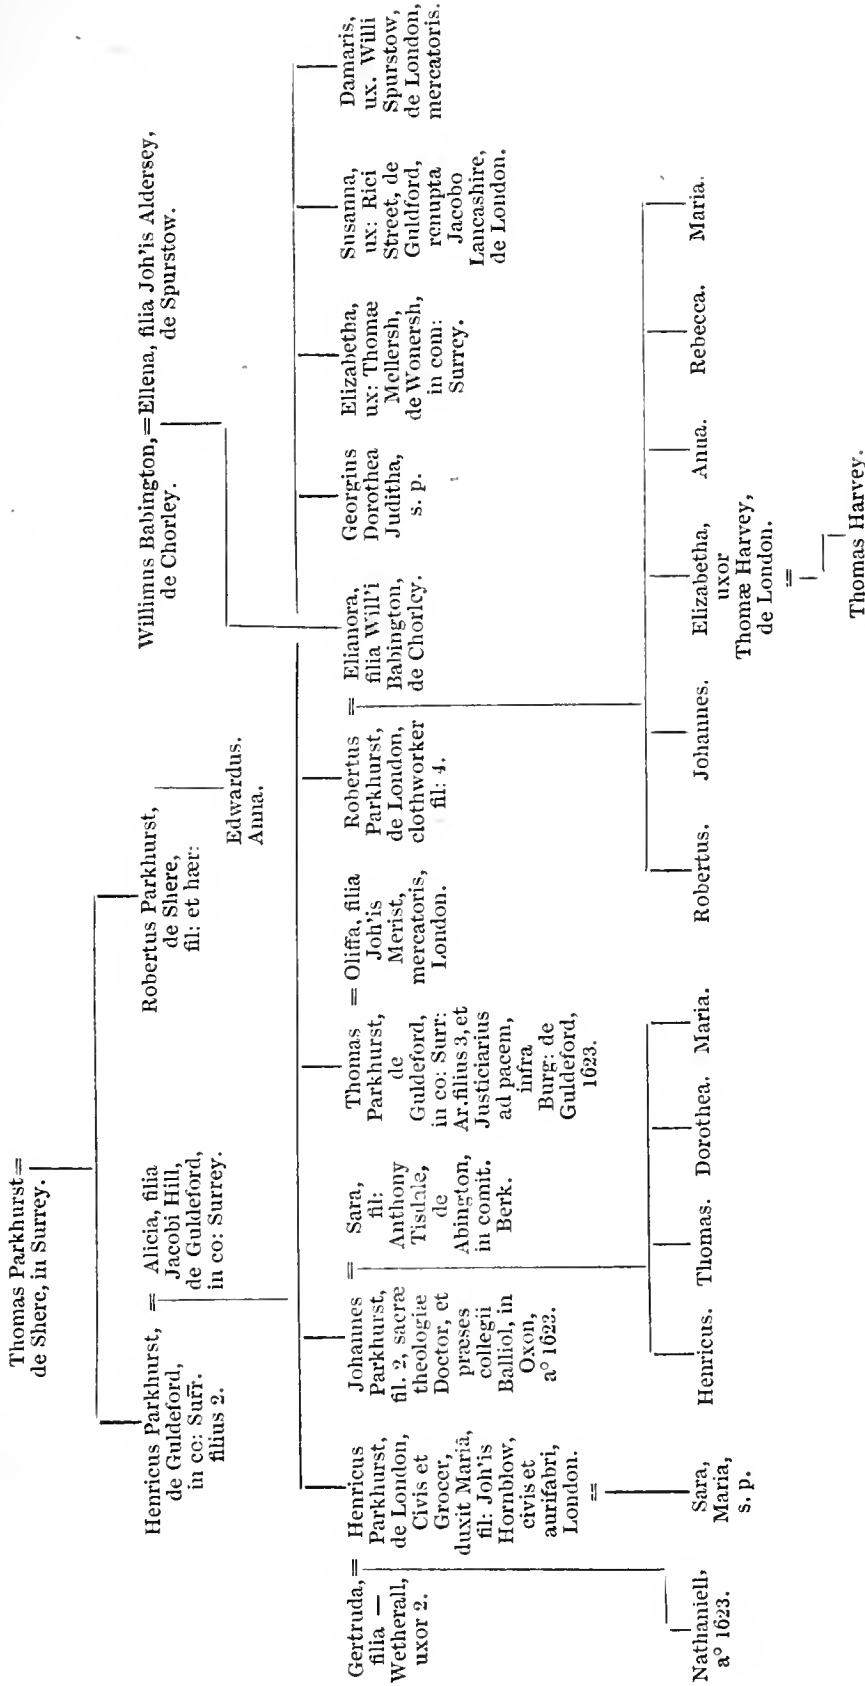 Thomas Parkhurst=
de Shere, in Surrey.
Henricus Parkhurst,
de Guldeford,
in co: Surr̄.
filius 2.
= Alicia, filia
Jacobi Hill,
de Guldeford,
in co: Surrey.
Robertus Parkhurst,
de Shere,
fil: et hær:
Edwardus.
Anna.
Willimus Babington,
de Chorley.
=Ellena, filia Joh'is Aldersey,
de Spurstow.
Gertruda,=
filia —
Wetherall,
uxor 2.
Henricus
Parkhurst,
de London,
Civis et
Grocer,
duxit Mariā,
fil: Joh'is
Hornblow,
civis et
aurifabri,
London.
=
Johannes
Parkhurst,
fil. 2, sacræ
theologiæ
Doctor, et
præses
collegii
Balliol, in
Oxon,
a° 1623.
= Sara,
fil:
Anthony
Tisdale,
de
Abington,
in comit.
Berk.
Thomas
Parkhurst,
de
Guldeford,
in co: Surr:
Ar. filius 3, et
Justiciarius
ad pacem,
infra
Burg: de
Guldeford,
1623.
= Oliffa, filia
Joh'is
Merist,
mercatoris,
London.
Robertus
Parkhurst,
de London,
clothworker
fil: 4.
= Elianora,
filia Will'i
Babington,
de Chorley.
Georgius
Dorothea
Juditha,
s. p.
Elizabetha,
ux: Thomæ
Mellersh,
de Wonersh,
in com:
Surrey.
Susanna,
ux: Rici
Street, de
Guldford,
renupta
Jacobo
Lancashire,
de London.
Damaris,
ux. Willi
Spurstow,
de London,
mercatoris.
Nathaniell,
a° 1623.
Sara,
Maria,
s. p.
Henricus. Thomas. Dorothea. Maria.
Robertus. Johannes. Elizabetha, Anna. Rebecca. Maria.
uxor
Thomæ Harvey,
de London.
=
Thomas Harvey.